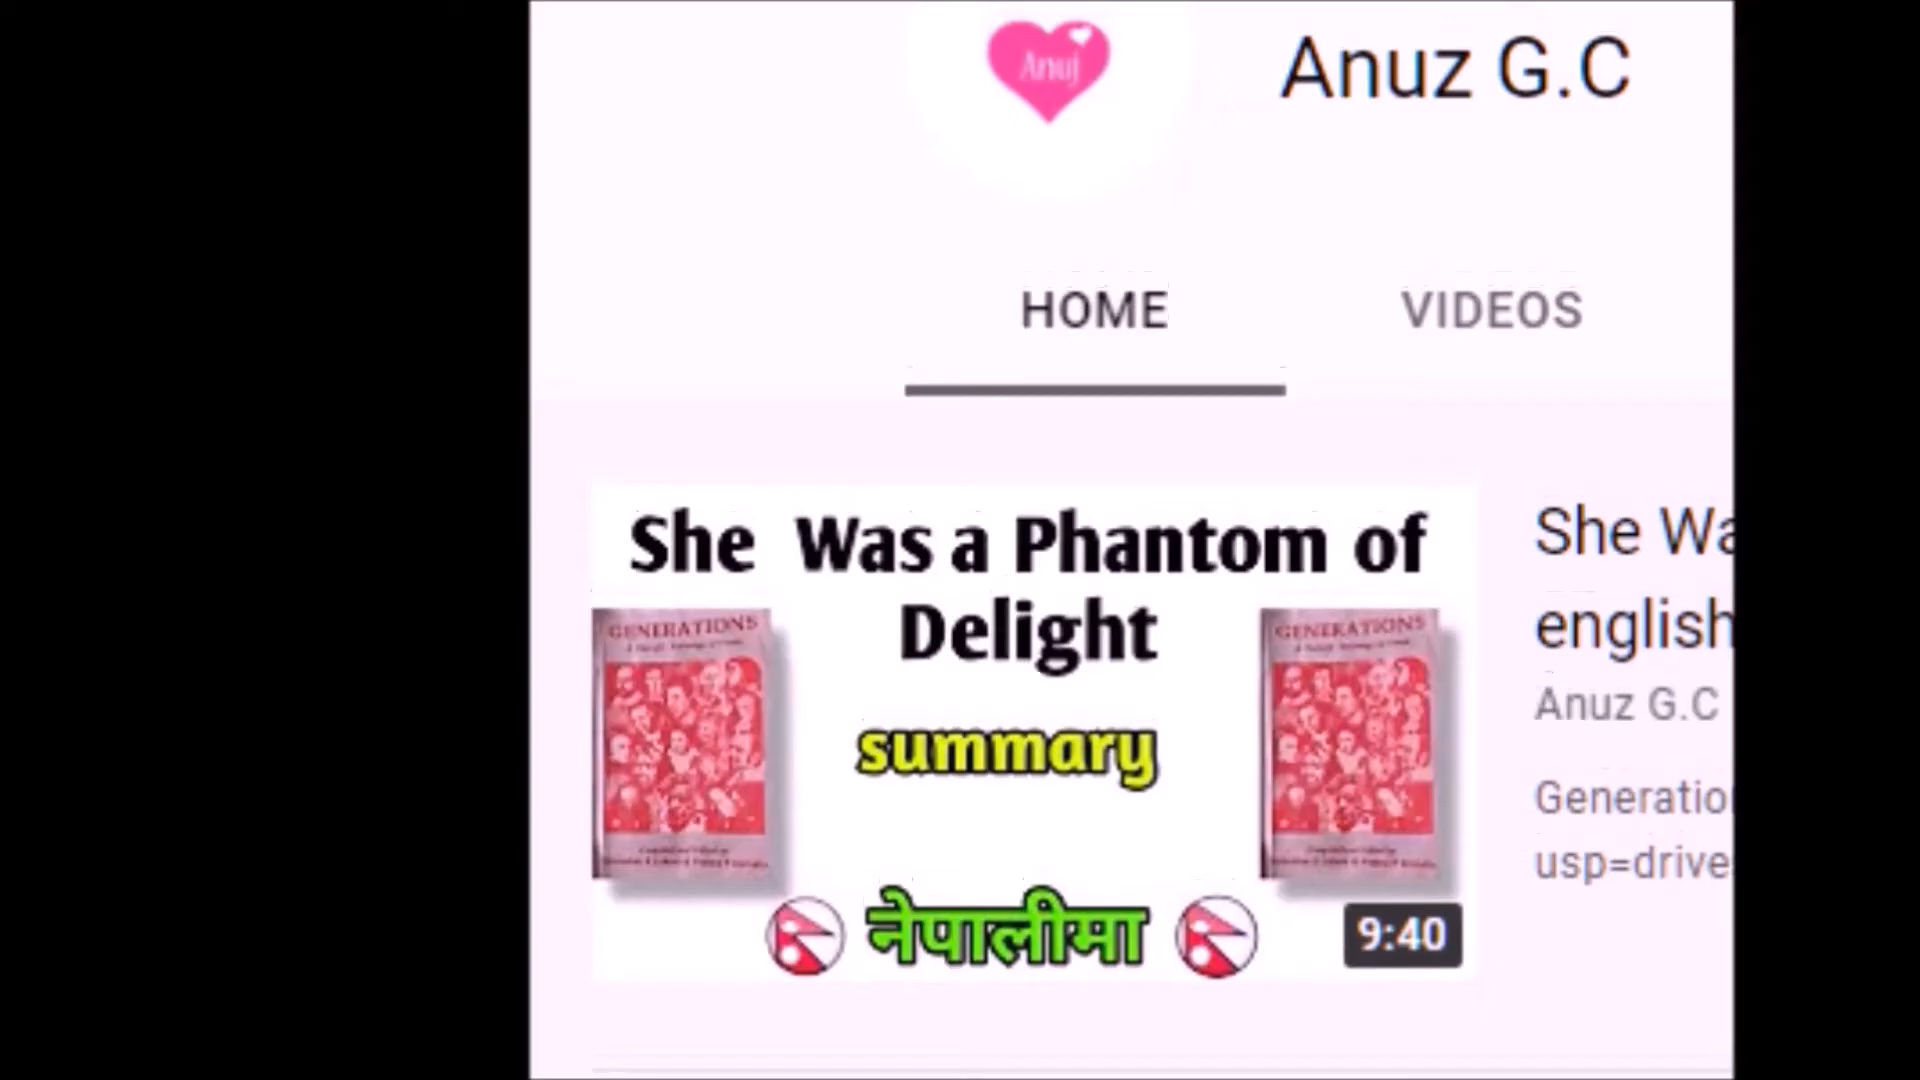 Anuj
Anuz G.C
HOME
VIDEOS
She Was a Phantom of
Delight
GENERATIONS
GENERATIONS
summary
नेपालीमा
9:40
She Wa
english
Anuz G.C
Generatio
usp=drive